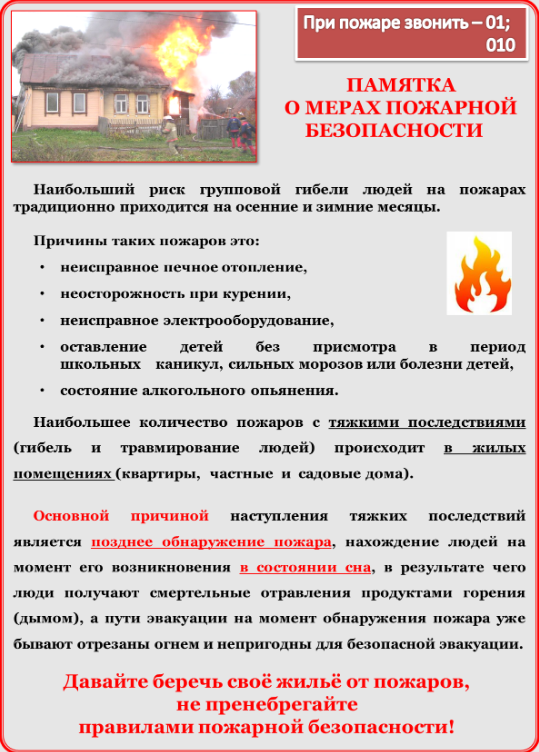 При пожаре звонить – 01;
010
ПАМЯТКА
О МЕРАХ ПОЖАРНОЙ
БЕЗОПАСНОСТИ
Наибольший риск групповой гибели людей на пожарах
традиционно приходится на осенние и зимние месяцы.
Причины таких пожаров это:
• неисправное печное отопление,
• неосторожность при курении,
• неисправное электрооборудование,
• оставление детей без присмотра в период
школьных каникул, сильных морозов или болезни детей,
• состояние алкогольного опьянения.
Наибольшее количество пожаров с тяжкими последствиями
(гибель и травмирование людей) происходит в жилых
помещениях (квартиры, частные и садовые дома).
Основной причиной наступления тяжких последствий
является позднее обнаружение пожара, нахождение людей на
момент его возникновения в состоянии сна, в результате чего
люди получают смертельные отравления продуктами горения
(дымом), а пути эвакуации на момент обнаружения пожара уже
бывают отрезаны огнем и непригодны для безопасной эвакуации.
Давайте беречь своё жильё от пожаров,
не пренебрегайте
правилами пожарной безопасности!